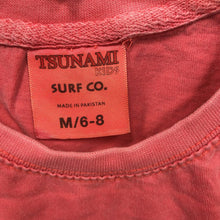 TSUNAMI
KIDS
SURF CO.
MADE IN PAKISTAN
M/6-8